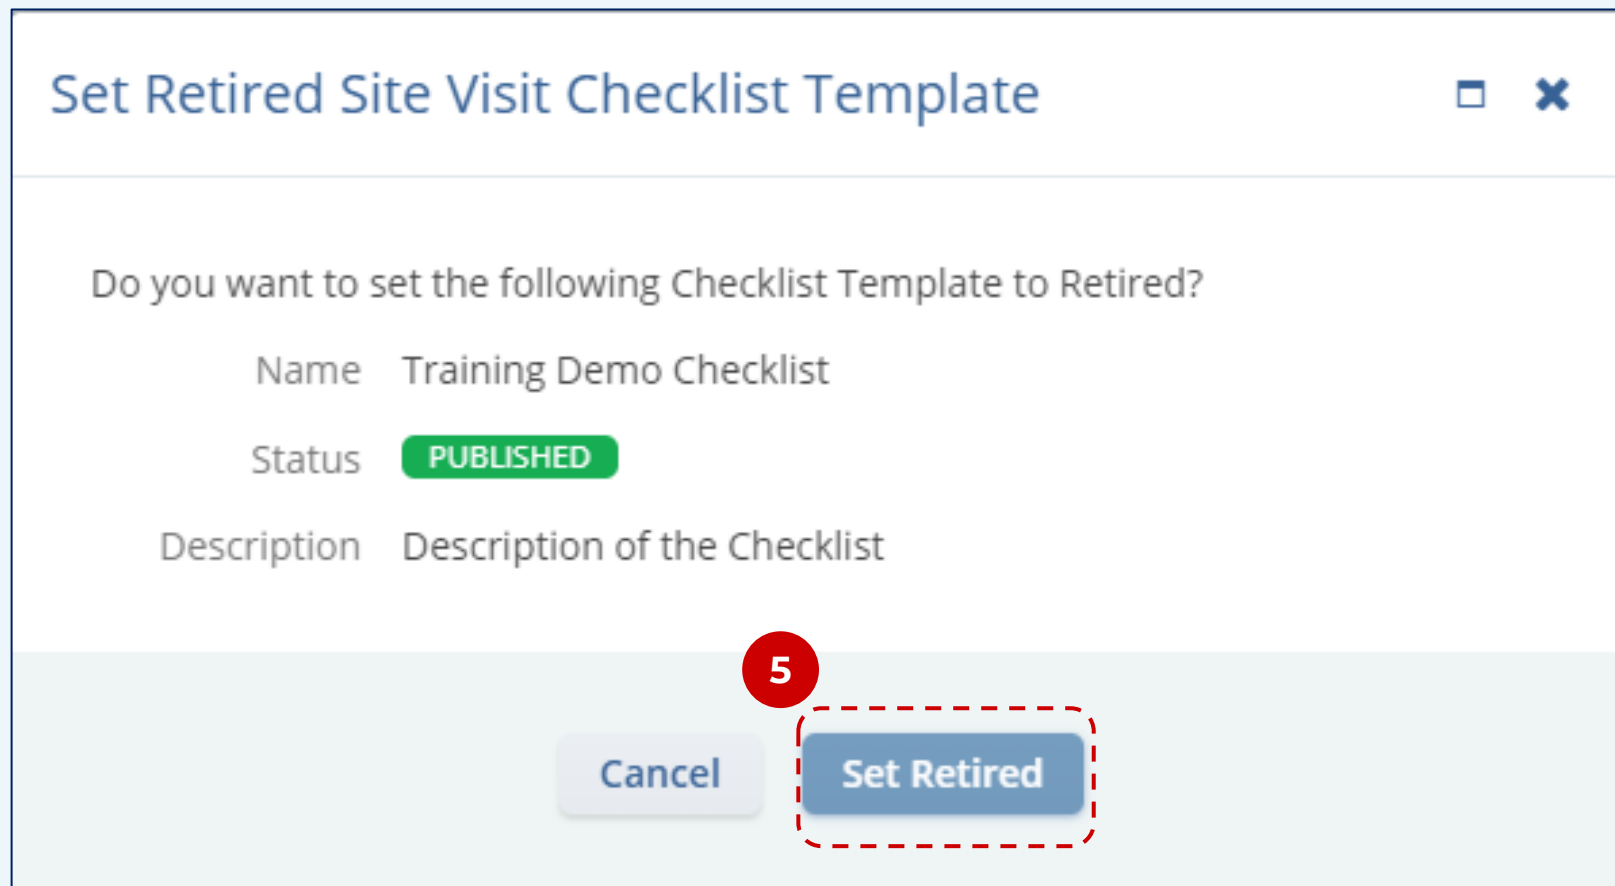 Set Retired Site Visit Checklist Template
Do you want to set the following Checklist Template to Retired?
Name Training Demo Checklist
Status PUBLISHED
Description Description of the Checklist
5
Cancel Set Retired